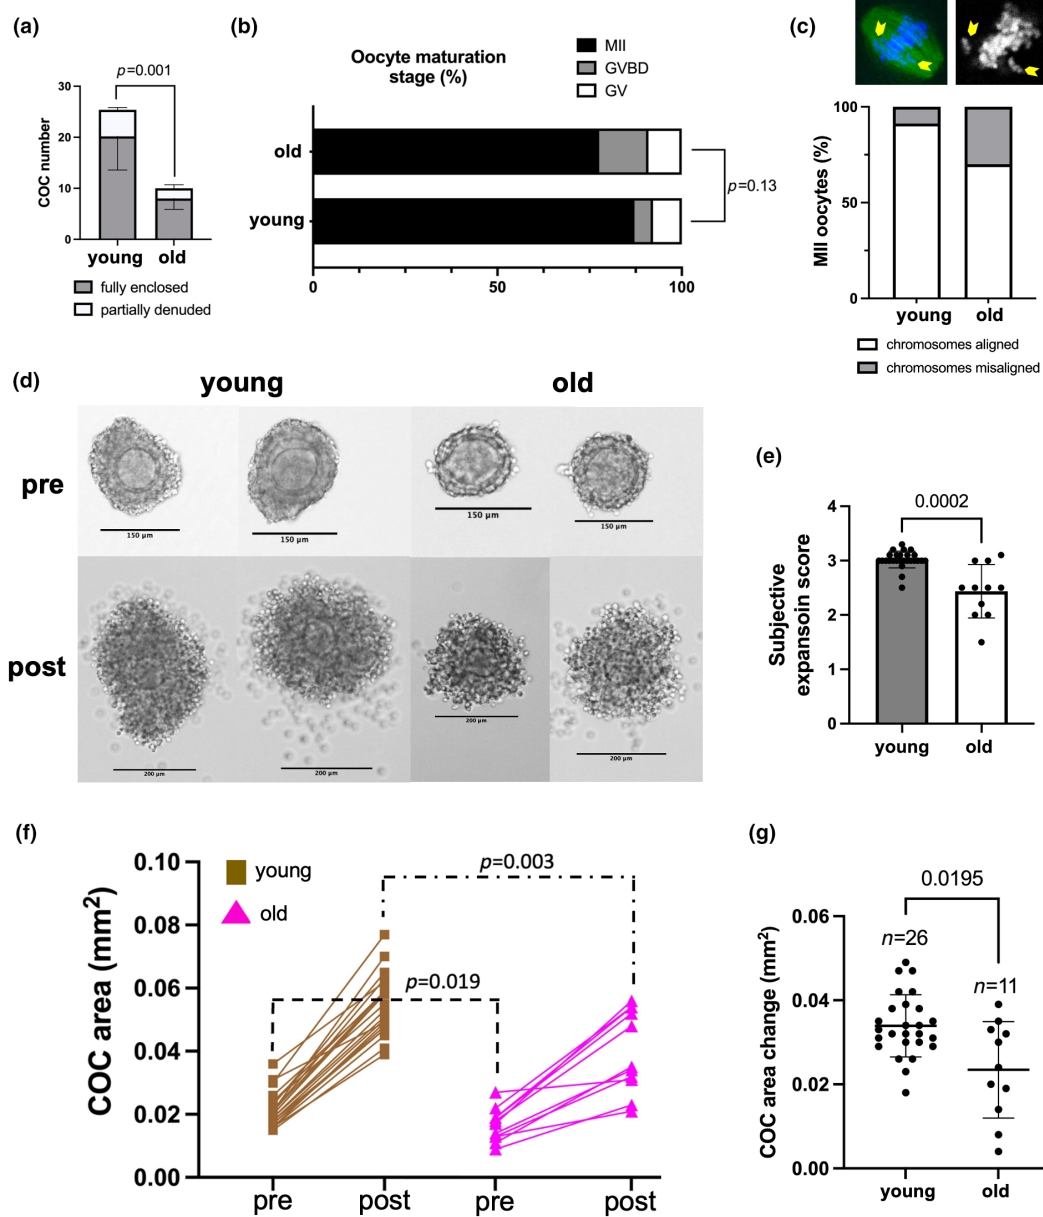 (a)
p=0.001
30
20
10
0
COC number
young
old
fully enclosed
partially denuded
(b)
Oocyte maturation
stage (%)
MII
GVBD
GV
old
young
p=0.13
0
50
100
(c)
100
50
0
MII oocytes (%)
young
old
chromosomes aligned
chromosomes misaligned
(d)
young
old
pre
150 µm
150 µm
150 µm
150 µm
post
200 µm
200 µm
200 µm
200 µm
(e)
0.0002
4
3
2
1
0
Subjective
expansoin score
young
old
(f)
young
old
p=0.003
p=0.019
0.10
0.08
0.06
0.04
0.02
0.00
COC area (mm²)
pre
post
pre
post
(g)
0.0195
n=26
n=11
0.06
0.04
0.02
0.00
COC area change (mm²)
young
old